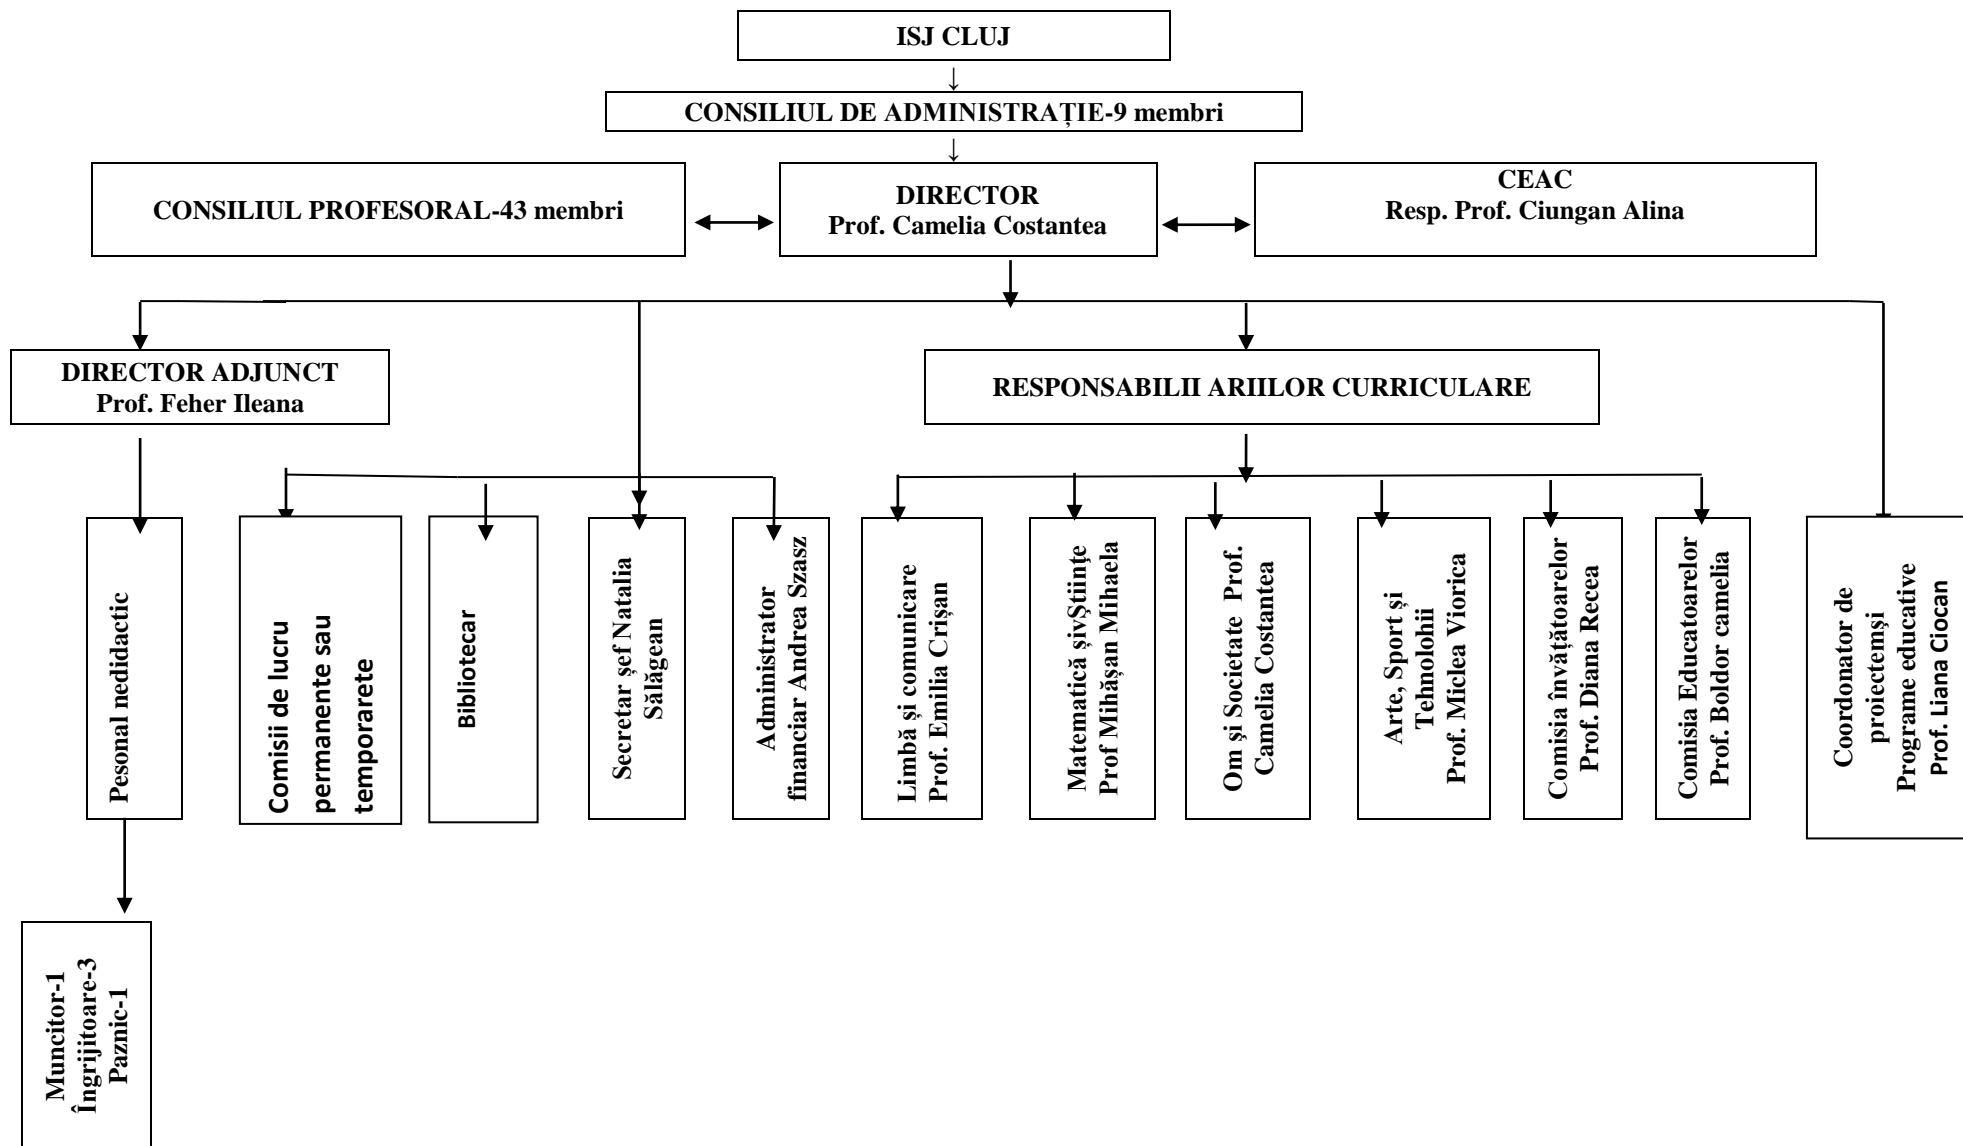 ISJ CLUJ
↓
CONSILIUL DE ADMINISTRAȚIE-9 membri
↓
CONSILIUL PROFESORAL-43 membri
DIRECTOR
Prof. Camelia Costantea
CEAC
Resp. Prof. Ciungan Alina
DIRECTOR ADJUNCT
Prof. Feher Ileana
RESPONSABILII ARIILOR CURRICULARE
Pesonal nedidactic
Comisii de lucru
permanente sau
temporarete
Bibliotecar
Secretar șef Natalia
Sălăgean
Administrator
financiar Andrea Szasz
Limbă și comunicare
Prof. Emilia Crișan
Matematică șivŞtiinţe
Prof Mihășan Mihaela
Om şi Societate Prof.
Camelia Costantea
Arte, Sport și
Tehnolohii
Prof. Miclea Viorica
Comisia învățătoarelor
Prof. Diana Recea
Comisia Educatoarelor
Prof. Boldor camelia
Coordonator de
proiectemşi
Programe educative
Prof. Liana Ciocan
Muncitor-1
Îngrijitoare-3
Paznic-1